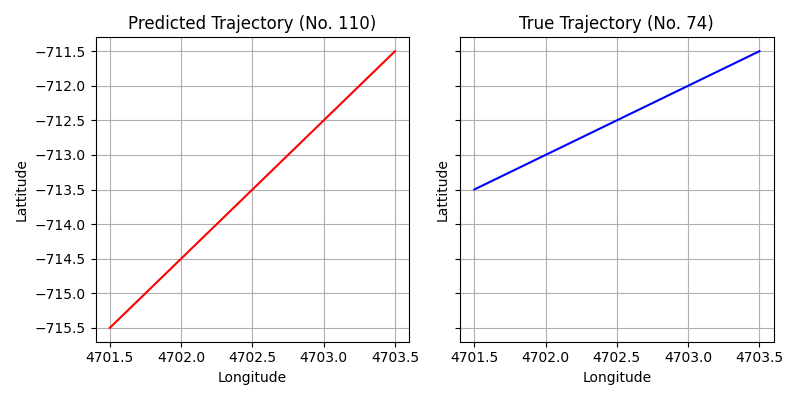 Predicted Trajectory (No. 110)
True Trajectory (No. 74)
Lattitude
−711.5
−712.0
−712.5
−713.0
−713.5
−714.0
−714.5
−715.0
−715.5
4701.5 4702.0 4702.5 4703.0 4703.5
Longitude
Lattitude
4701.5 4702.0 4702.5 4703.0 4703.5
Longitude